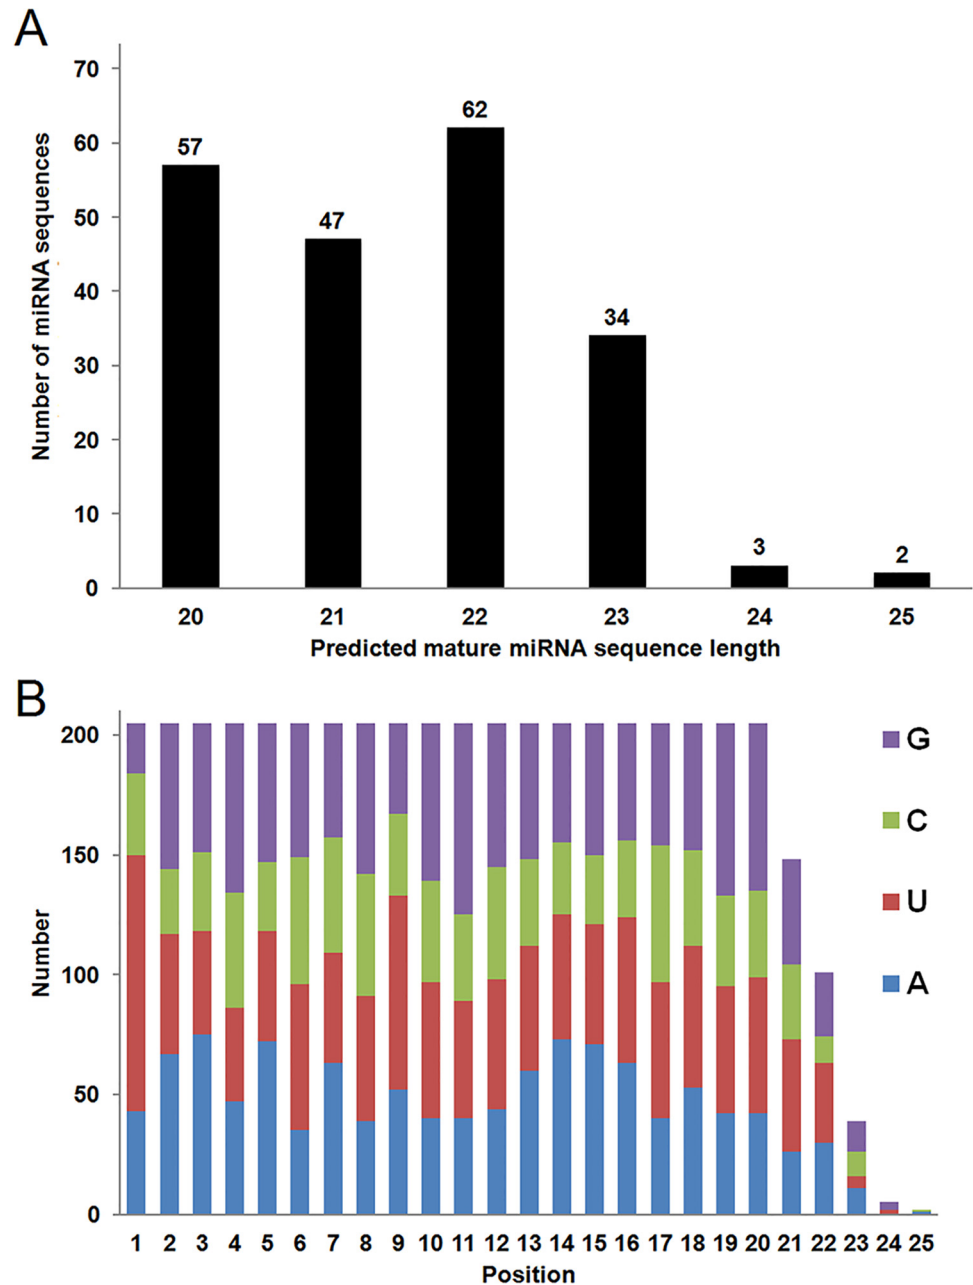 A
Number of miRNA sequences
70
60
50
40
30
20
10
0
57
47
62
34
3
2
20 21 22 23 24 25
Predicted mature miRNA sequence length
B
Number
200
150
100
50
0
G
C
U
A
1 2 3 4 5 6 7 8 9 10 11 12 13 14 15 16 17 18 19 20 21 22 23 24 25
Position